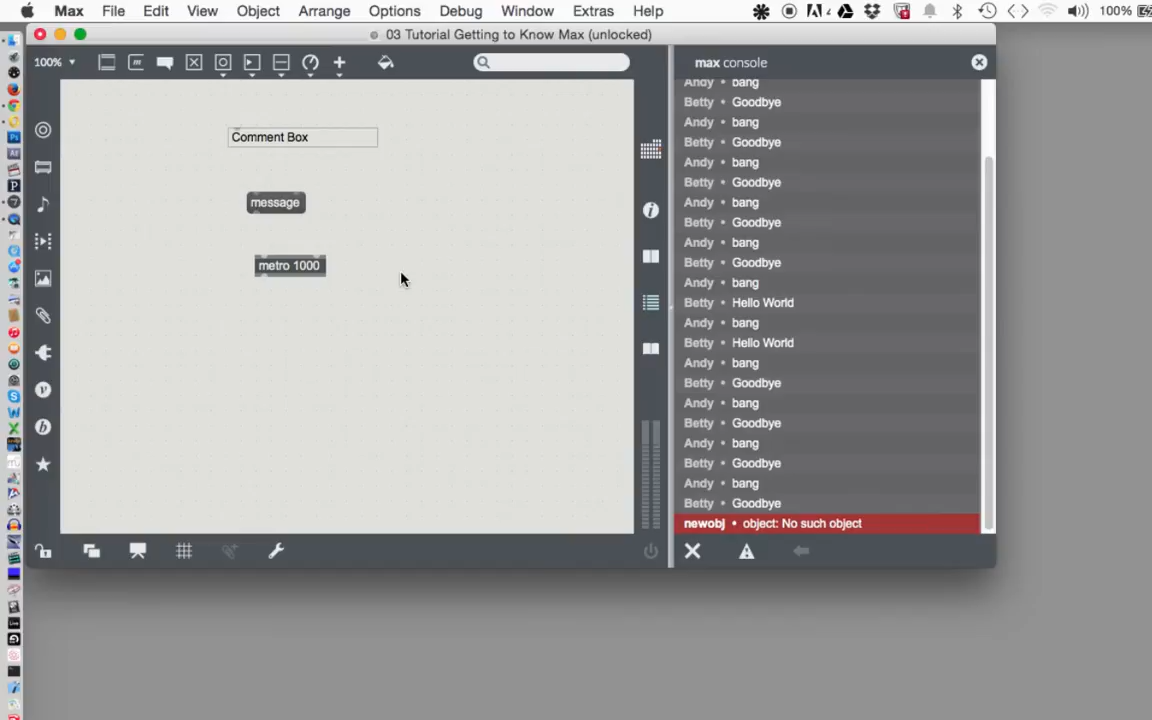 Max File Edit View Object Arrange Options Debug Window Extras Help 4 100%
03 Tutorial Getting to Know Max (unlocked)
100%
max console
Comment Box
message
metro 1000
Andy • bang
Betty • Goodbye
Andy • bang
Betty • Goodbye
Andy • bang
Betty • Goodbye
Andy • bang
Betty • Goodbye
Andy • bang
Betty • Goodbye
Andy • bang
Betty • Hello World
Andy • bang
Betty • Hello World
Andy • bang
Betty • Goodbye
Andy • bang
Betty • Goodbye
Andy • bang
Betty • Goodbye
Andy • bang
Betty • Goodbye
newobj • object: No such object